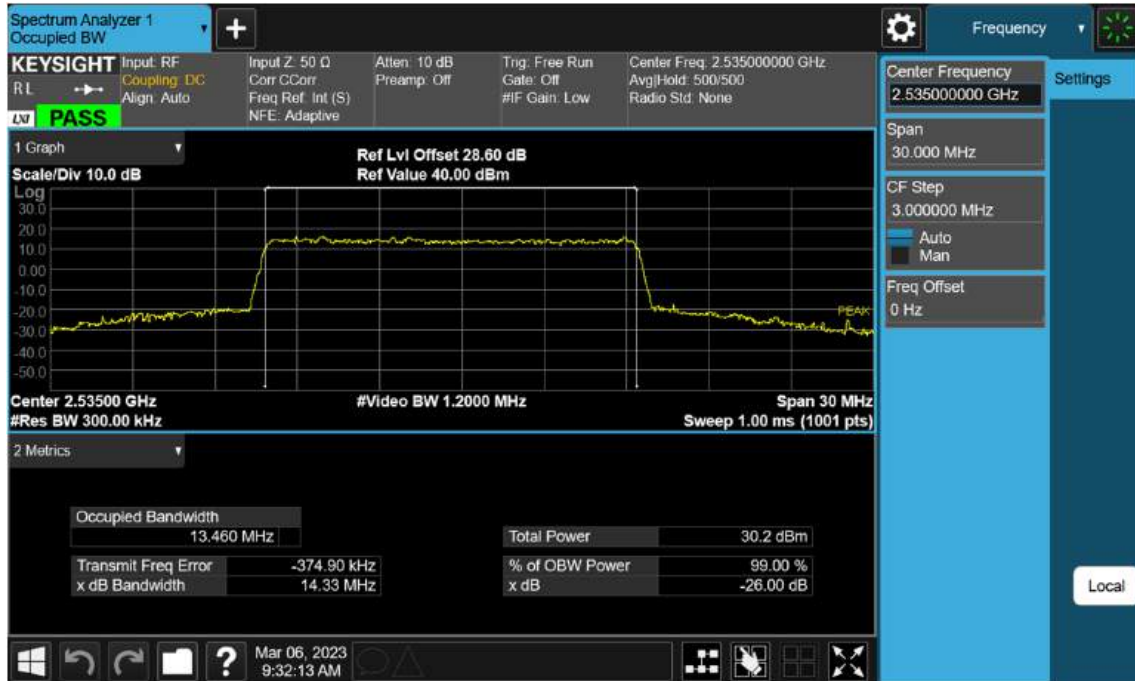 Spectrum Analyzer 1
Occupied BW
+
Frequency
KEYSIGHT
RL
LXI
PASS
Input: RF
Coupling: DC
Align: Auto
Input Z: 50 Ω
Corr CCorr
Freq Ref: Int (S)
NFE: Adaptive
Atten: 10 dB
Preamp: Off
Trig: Free Run
Gate: Off
#IF Gain: Low
Center Freq: 2.535000000 GHz
Avg|Hold: 500/500
Radio Std: None
1 Graph
Scale/Div 10.0 dB
Ref Lvl Offset 28.60 dB
Ref Value 40.00 dBm
Log
30.0
20.0
10.0
0.00
-10.0
-20.0
-30.0
-40.0
-50.0
PEAK
Center 2.53500 GHz
#Video BW 1.2000 MHz
Span 30 MHz
#Res BW 300.00 kHz
Sweep 1.00 ms (1001 pts)
2 Metrics
Occupied Bandwidth
13.460 MHz
Total Power 30.2 dBm
Transmit Freq Error -374.90 kHz
% of OBW Power 99.00 %
x dB Bandwidth 14.33 MHz
x dB -26.00 dB
Center Frequency
2.535000000 GHz
Settings
Span
30.000 MHz
CF Step
3.000000 MHz
Auto
Man
Freq Offset
0 Hz
Local
?
Mar 06, 2023
9:32:13 AM